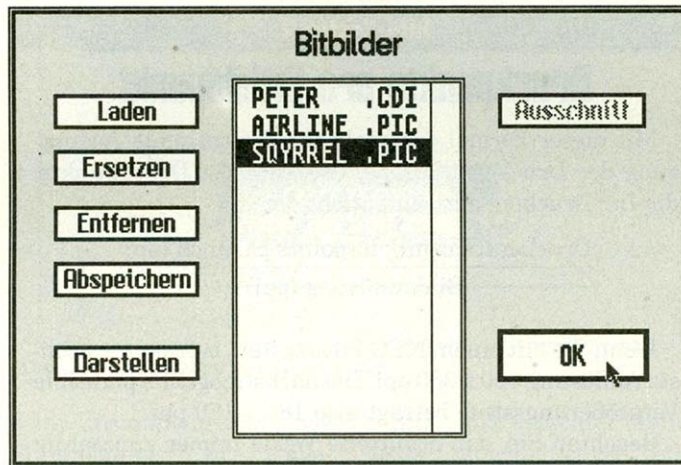 Bitbilder
Laden
Ersetzen
Entfernen
Abspeichern
Darstellen
PETER .CDI
AIRLINE .PIC
SQYRREL .PIC
Ausschnitt
OK